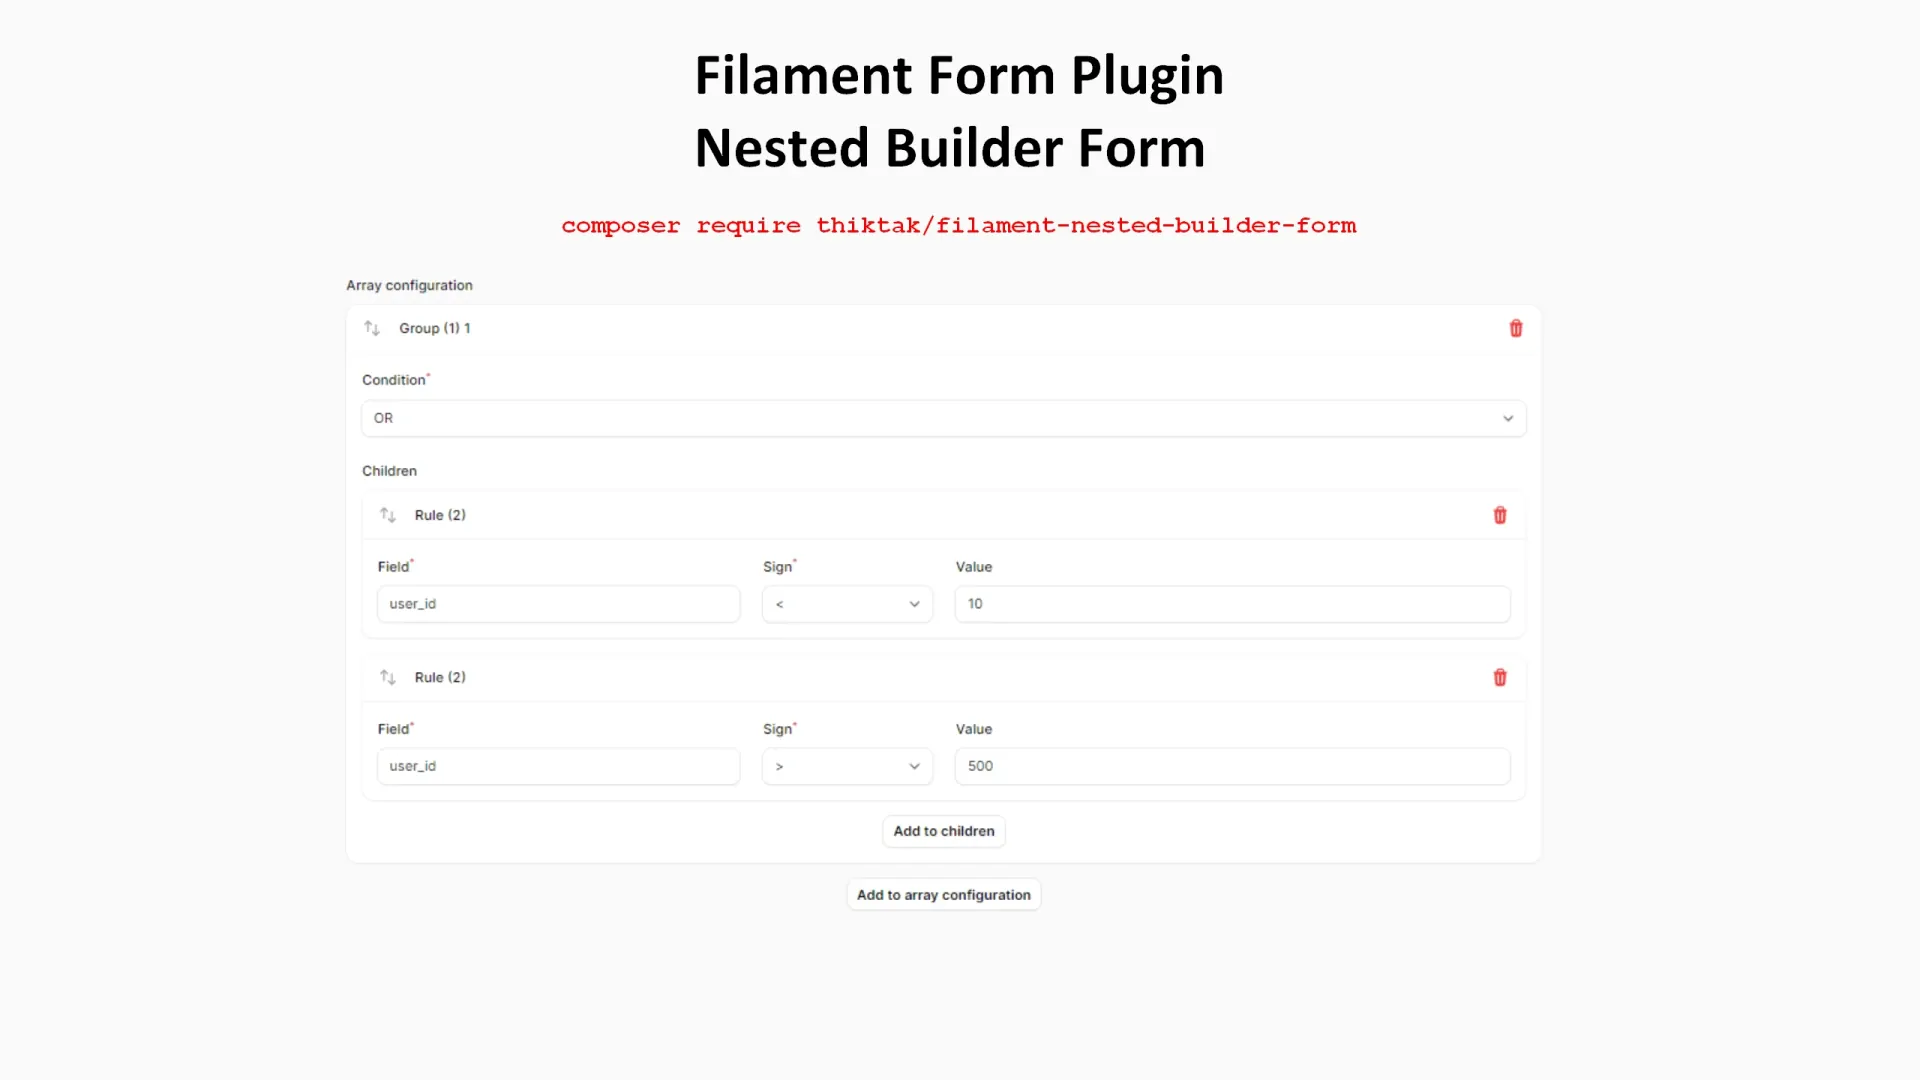 Filament Form Plugin
Nested Builder Form
composer require thiktak/filament-nested-builder-form
Array configuration
Group (1) 1
Condition*
OR
Children
Rule (2)
Field* Sign* Value
user_id < 10
Rule (2)
Field* Sign* Value
user_id > 500
Add to children
Add to array configuration